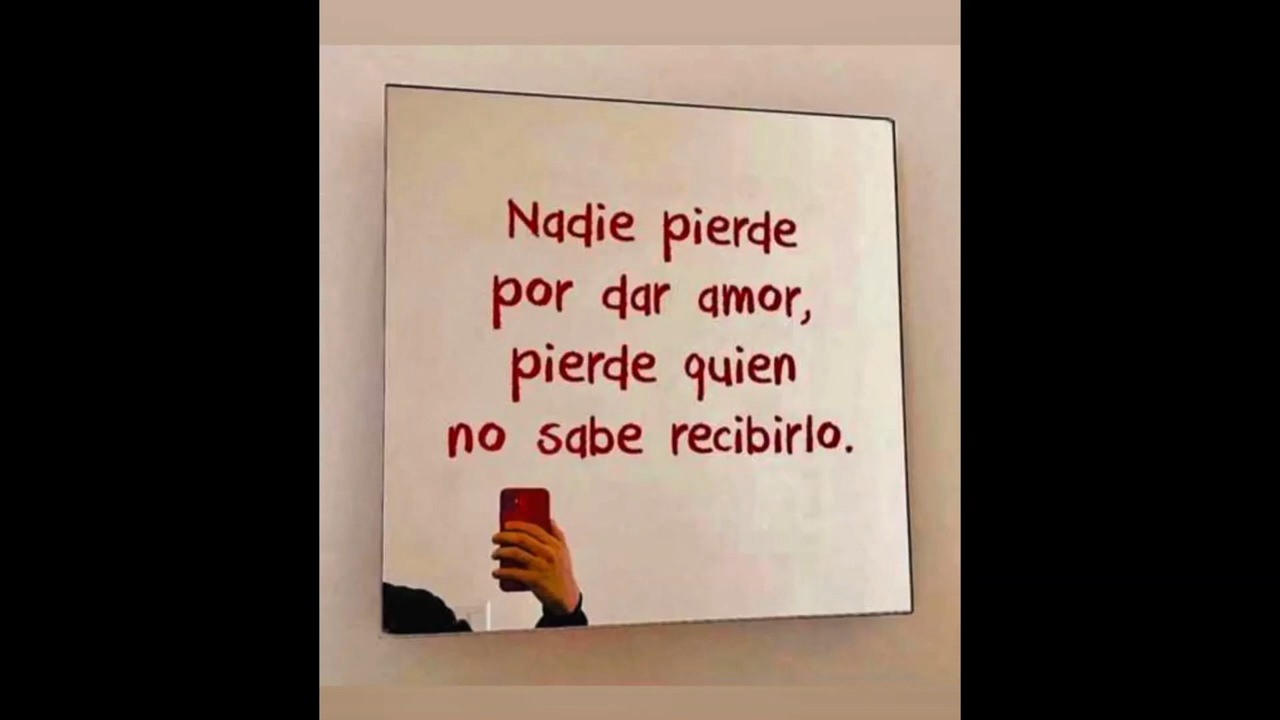 Nadie pierde
por dar amor,
pierde quien
no sabe recibirlo.